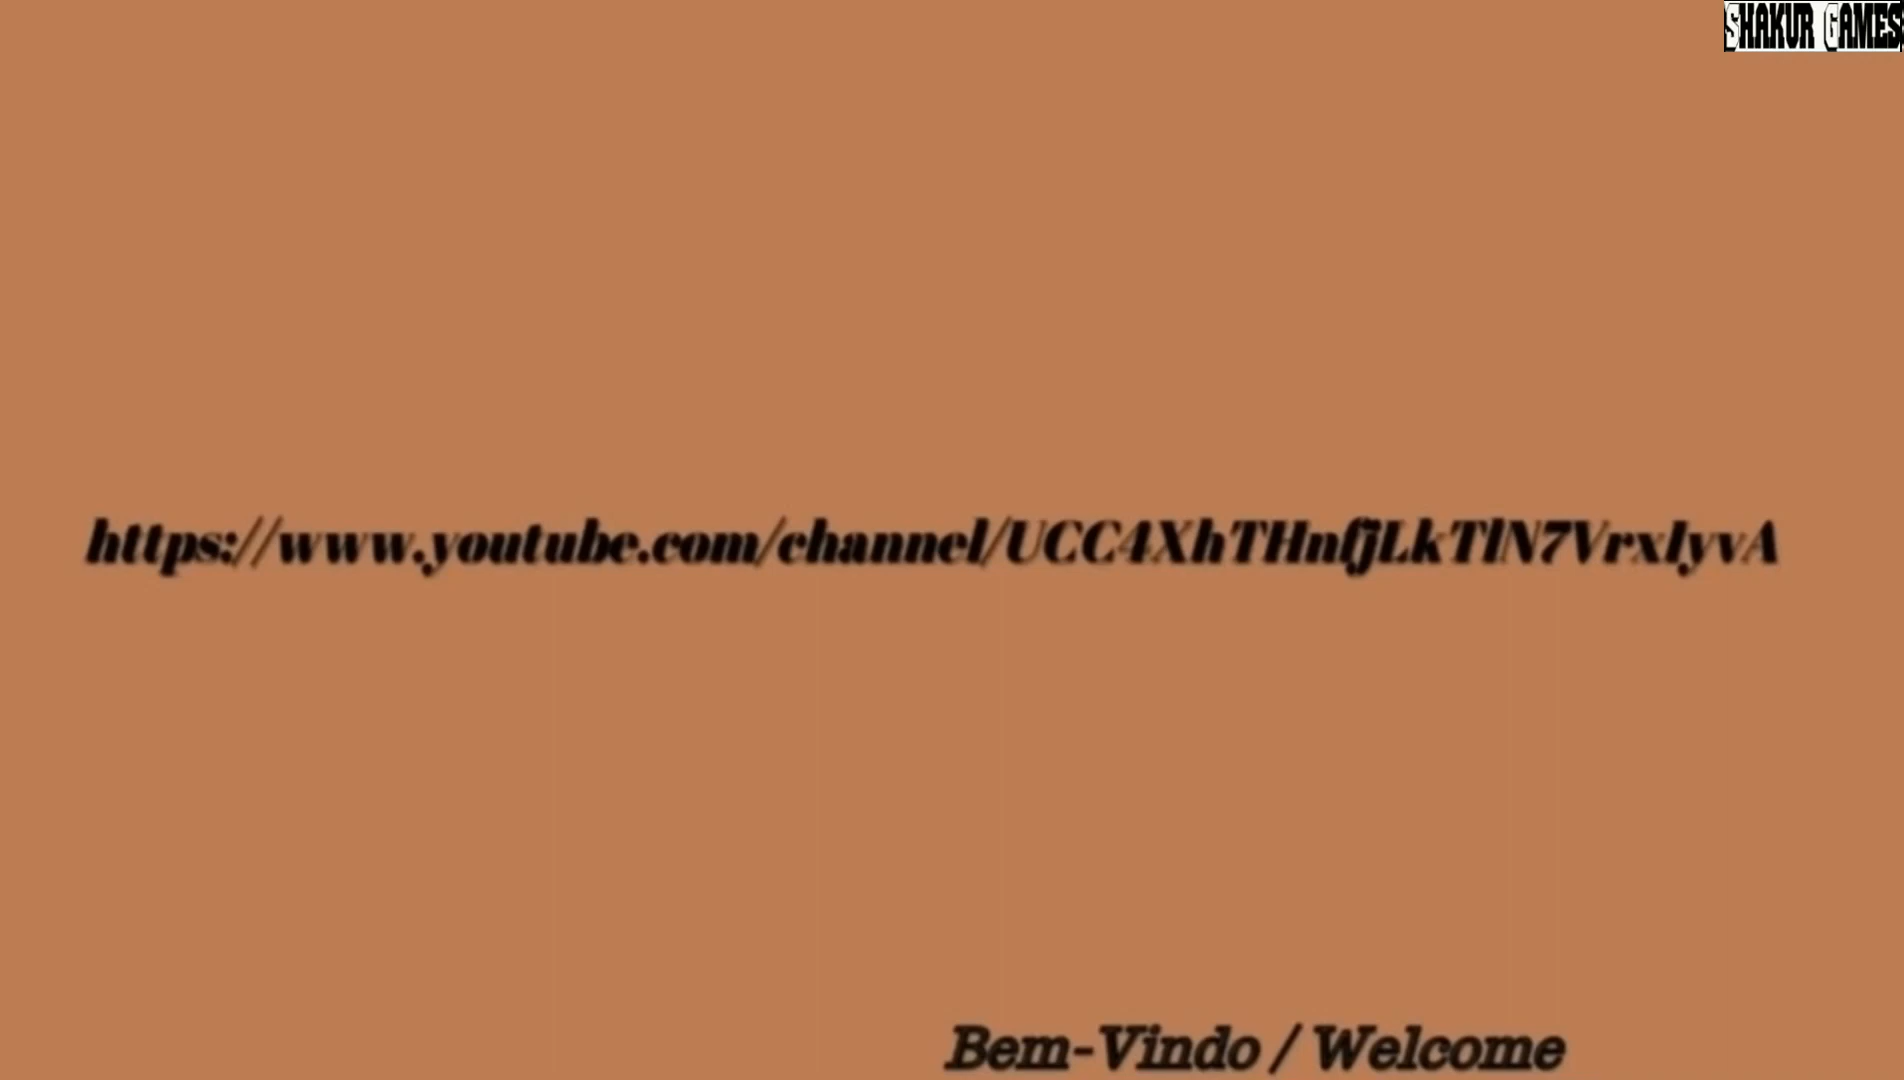 SHAKUR GAMES
https://www.youtube.com/channel/UCC4XhTHnfjLkTlN7VrxIyvA
Bem-Vindo / Welcome